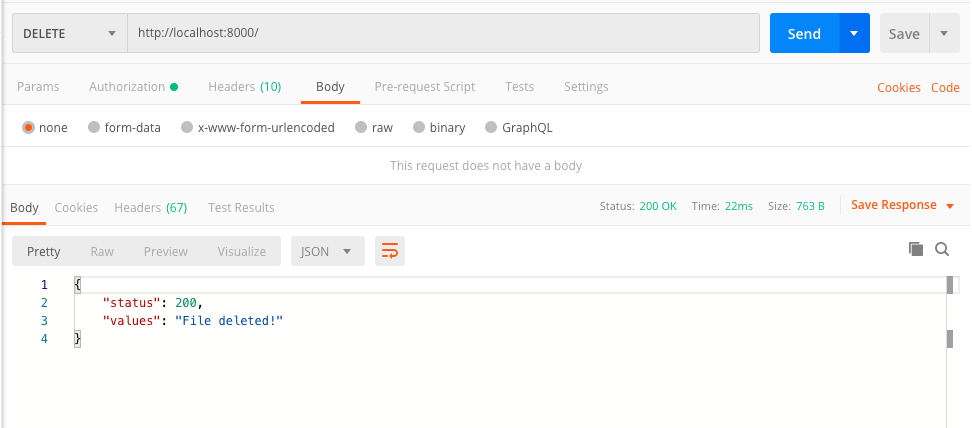 DELETE http://localhost:8000/ Send Save
Params Authorization Headers (10) Body Pre-request Script Tests Settings Cookies Code
none form-data x-www-form-urlencoded raw binary GraphQL
This request does not have a body
Body Cookies Headers (67) Test Results Status: 200 OK Time: 22ms Size: 763 B Save Response
Pretty Raw Preview Visualize JSON
1 {
2 "status": 200,
3 "values": "File deleted!"
4 }